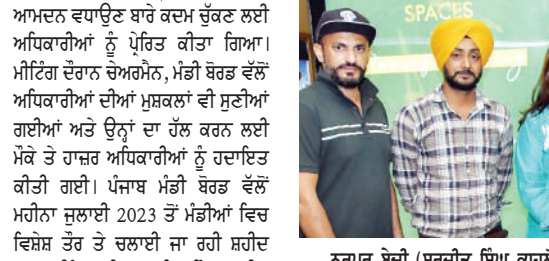 ਆਮਦਨ ਵਧਾਉਣ ਬਾਰੇ ਕਦਮ ਚੁੱਕਣ ਲਈ
ਅਧਿਕਾਰੀਆਂ ਨੂੰ ਪ੍ਰੇਰਿਤ ਕੀਤਾ ਗਿਆ।
ਮੀਟਿੰਗ ਦੌਰਾਨ ਚੇਅਰਮੈਨ, ਮੰਡੀ ਬੋਰਡ ਵੱਲੋਂ
ਅਧਿਕਾਰੀਆਂ ਦੀਆਂ ਮੁਸ਼ਕਲਾਂ ਵੀ ਸੁਣੀਆਂ
ਗਈਆਂ ਅਤੇ ਉਨ੍ਹਾਂ ਦਾ ਹੱਲ ਕਰਨ ਲਈ
ਮੌਕੇ ਤੇ ਹਾਜ਼ਰ ਅਧਿਕਾਰੀਆਂ ਨੂੰ ਹਦਾਇਤ
ਕੀਤੀ ਗਈ। ਪੰਜਾਬ ਮੰਡੀ ਬੋਰਡ ਵੱਲੋਂ
ਮਹੀਨਾ ਜੁਲਾਈ 2023 ਤੋਂ ਮੰਡੀਆਂ ਵਿਚ
ਵਿਸ਼ੇਸ਼ ਤੌਰ ਤੇ ਚਲਾਈ ਜਾ ਰਹੀ ਸ਼ਹੀਦ
SPACES